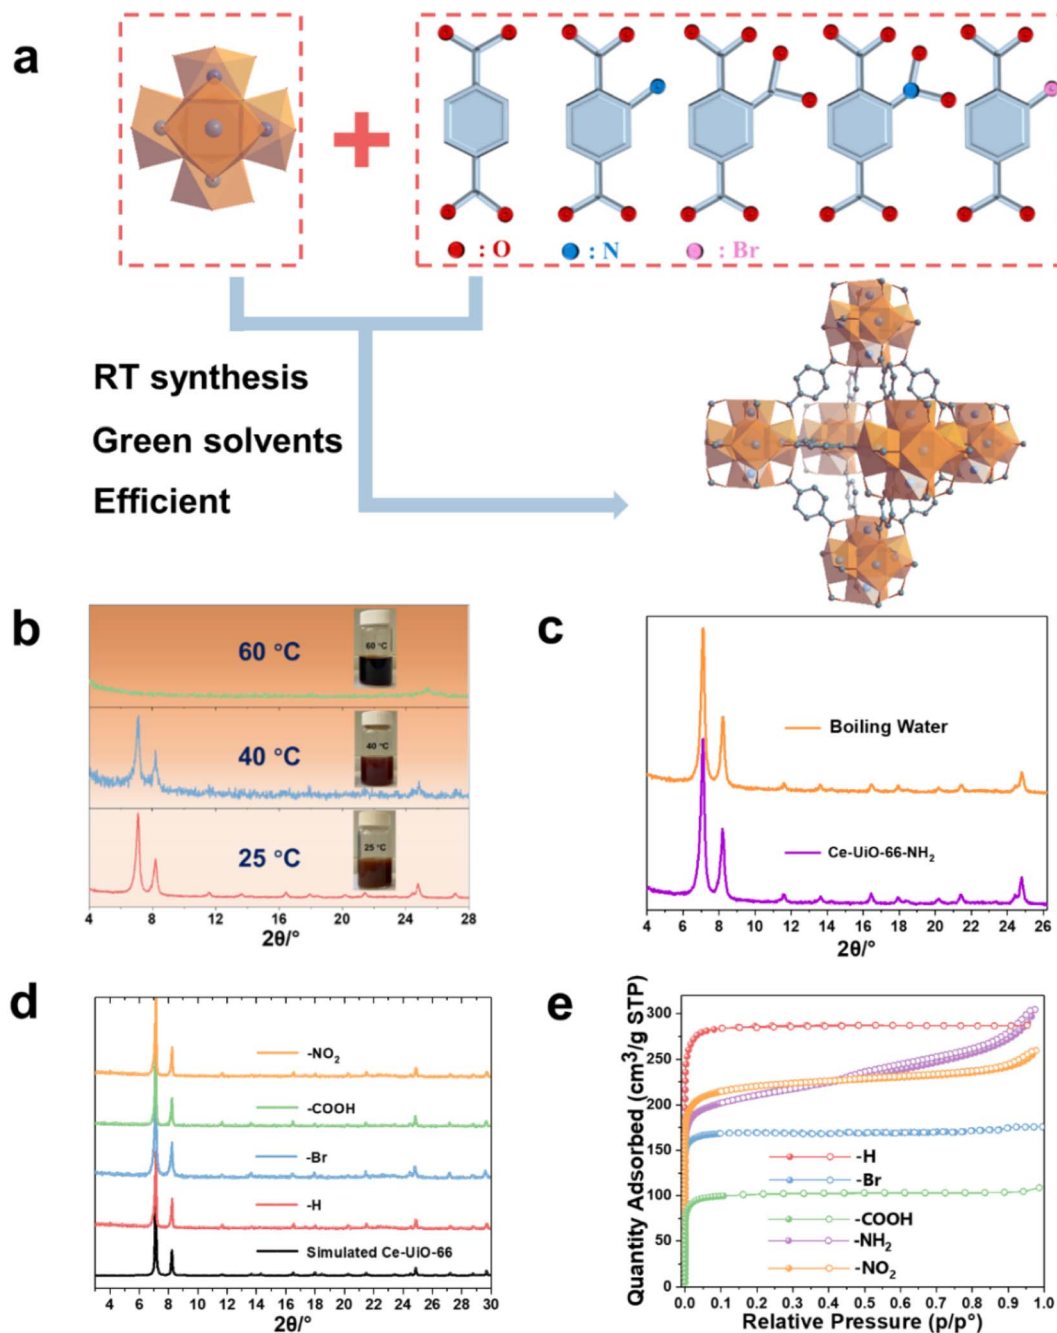 a
: O
: N
: Br
RT synthesis
Green solvents
Efficient
b
60 °C
60 °C
40 °C
40 °C
25 °C
25 °C
4 8 12 16 20 24 28
2θ/°
c
Boiling Water
Ce-UiO-66-NH₂
4 6 8 10 12 14 16 18 20 22 24 26
2θ/°
d
-NO₂
-COOH
-Br
-H
Simulated Ce-UiO-66
4 6 8 10 12 14 16 18 20 22 24 26 28 30
2θ/°
e
Quantity Adsorbed (cm³/g STP)
300
250
200
150
100
50
0
-H
-Br
-COOH
-NH₂
-NO₂
0.0 0.1 0.2 0.3 0.4 0.5 0.6 0.7 0.8 0.9 1.0
Relative Pressure (p/p°)